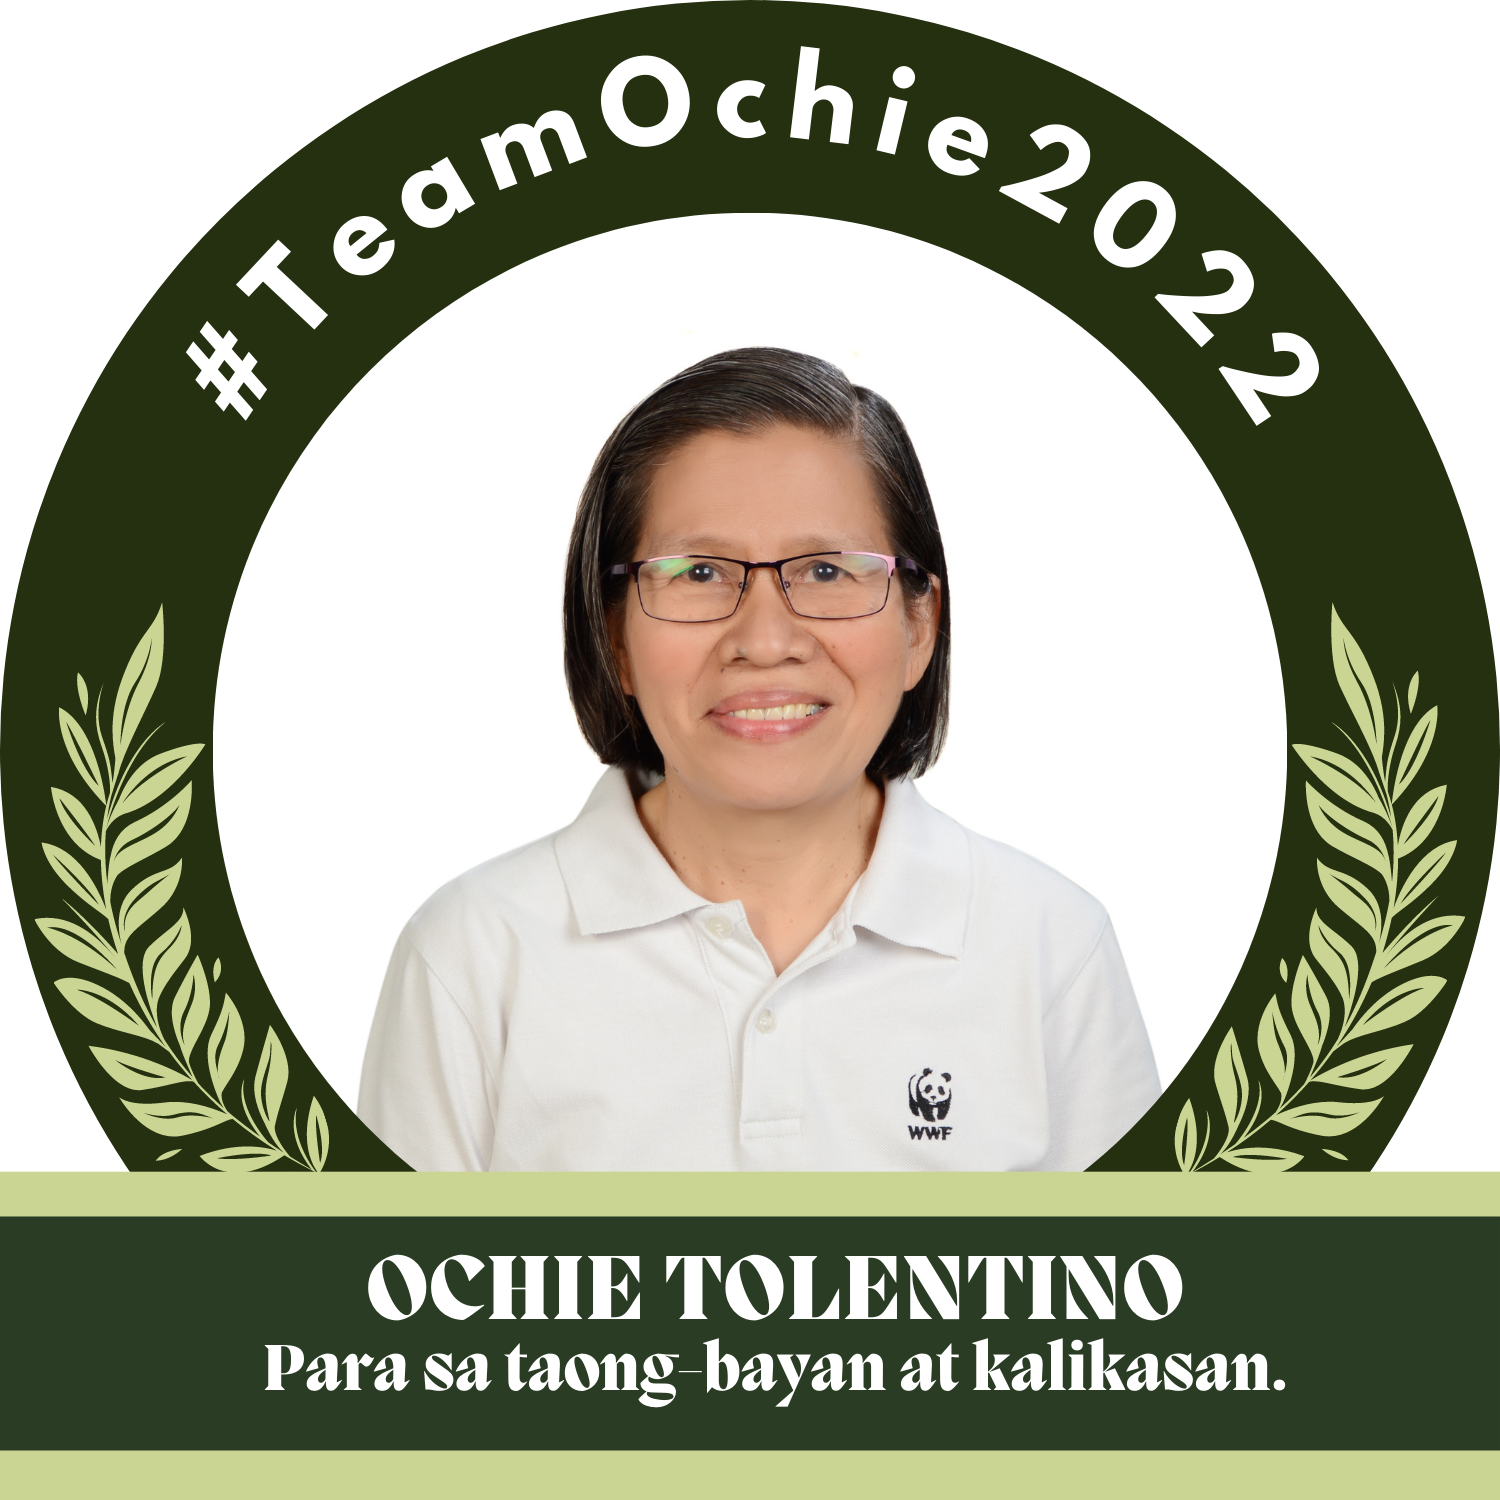 #TeamOchie2022
WWF
OCHIE TOLENTINO
Para sa taong-bayan at kalikasan.